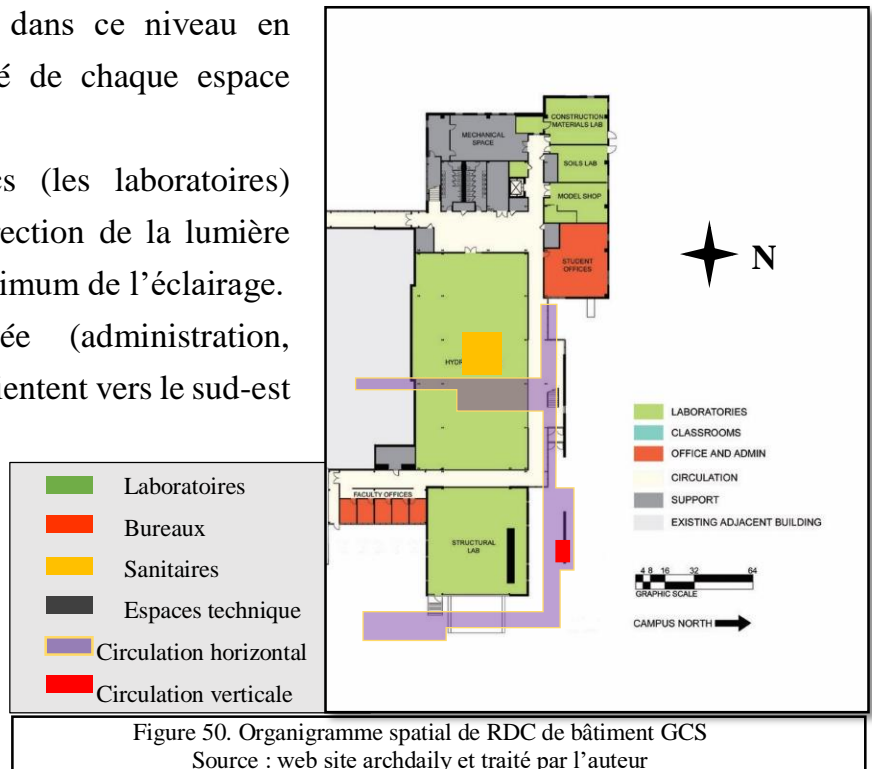 dans ce niveau en
é de chaque espace
(les laboratoires)
rection de la lumière
ximum de l’éclairage.
ée (administration,
ientent vers le sud-est
MECHANICAL
SPACE
CONSTRUCTION
MATERIALS LAB
SOILS LAB
MODEL SHOP
STUDENT
OFFICES
N
HYD
FACULTY OFFICES
STRUCTURAL
LAB
LABORATORIES
CLASSROOMS
OFFICE AND ADMIN
CIRCULATION
SUPPORT
EXISTING ADJACENT BUILDING
4 8 16 32 64
GRAPHIC SCALE
CAMPUS NORTH
Laboratoires
Bureaux
Sanitaires
Espaces technique
Circulation horizontal
Circulation verticale
Figure 50. Organigramme spatial de RDC de bâtiment GCS
Source : web site archdaily et traité par l’auteur